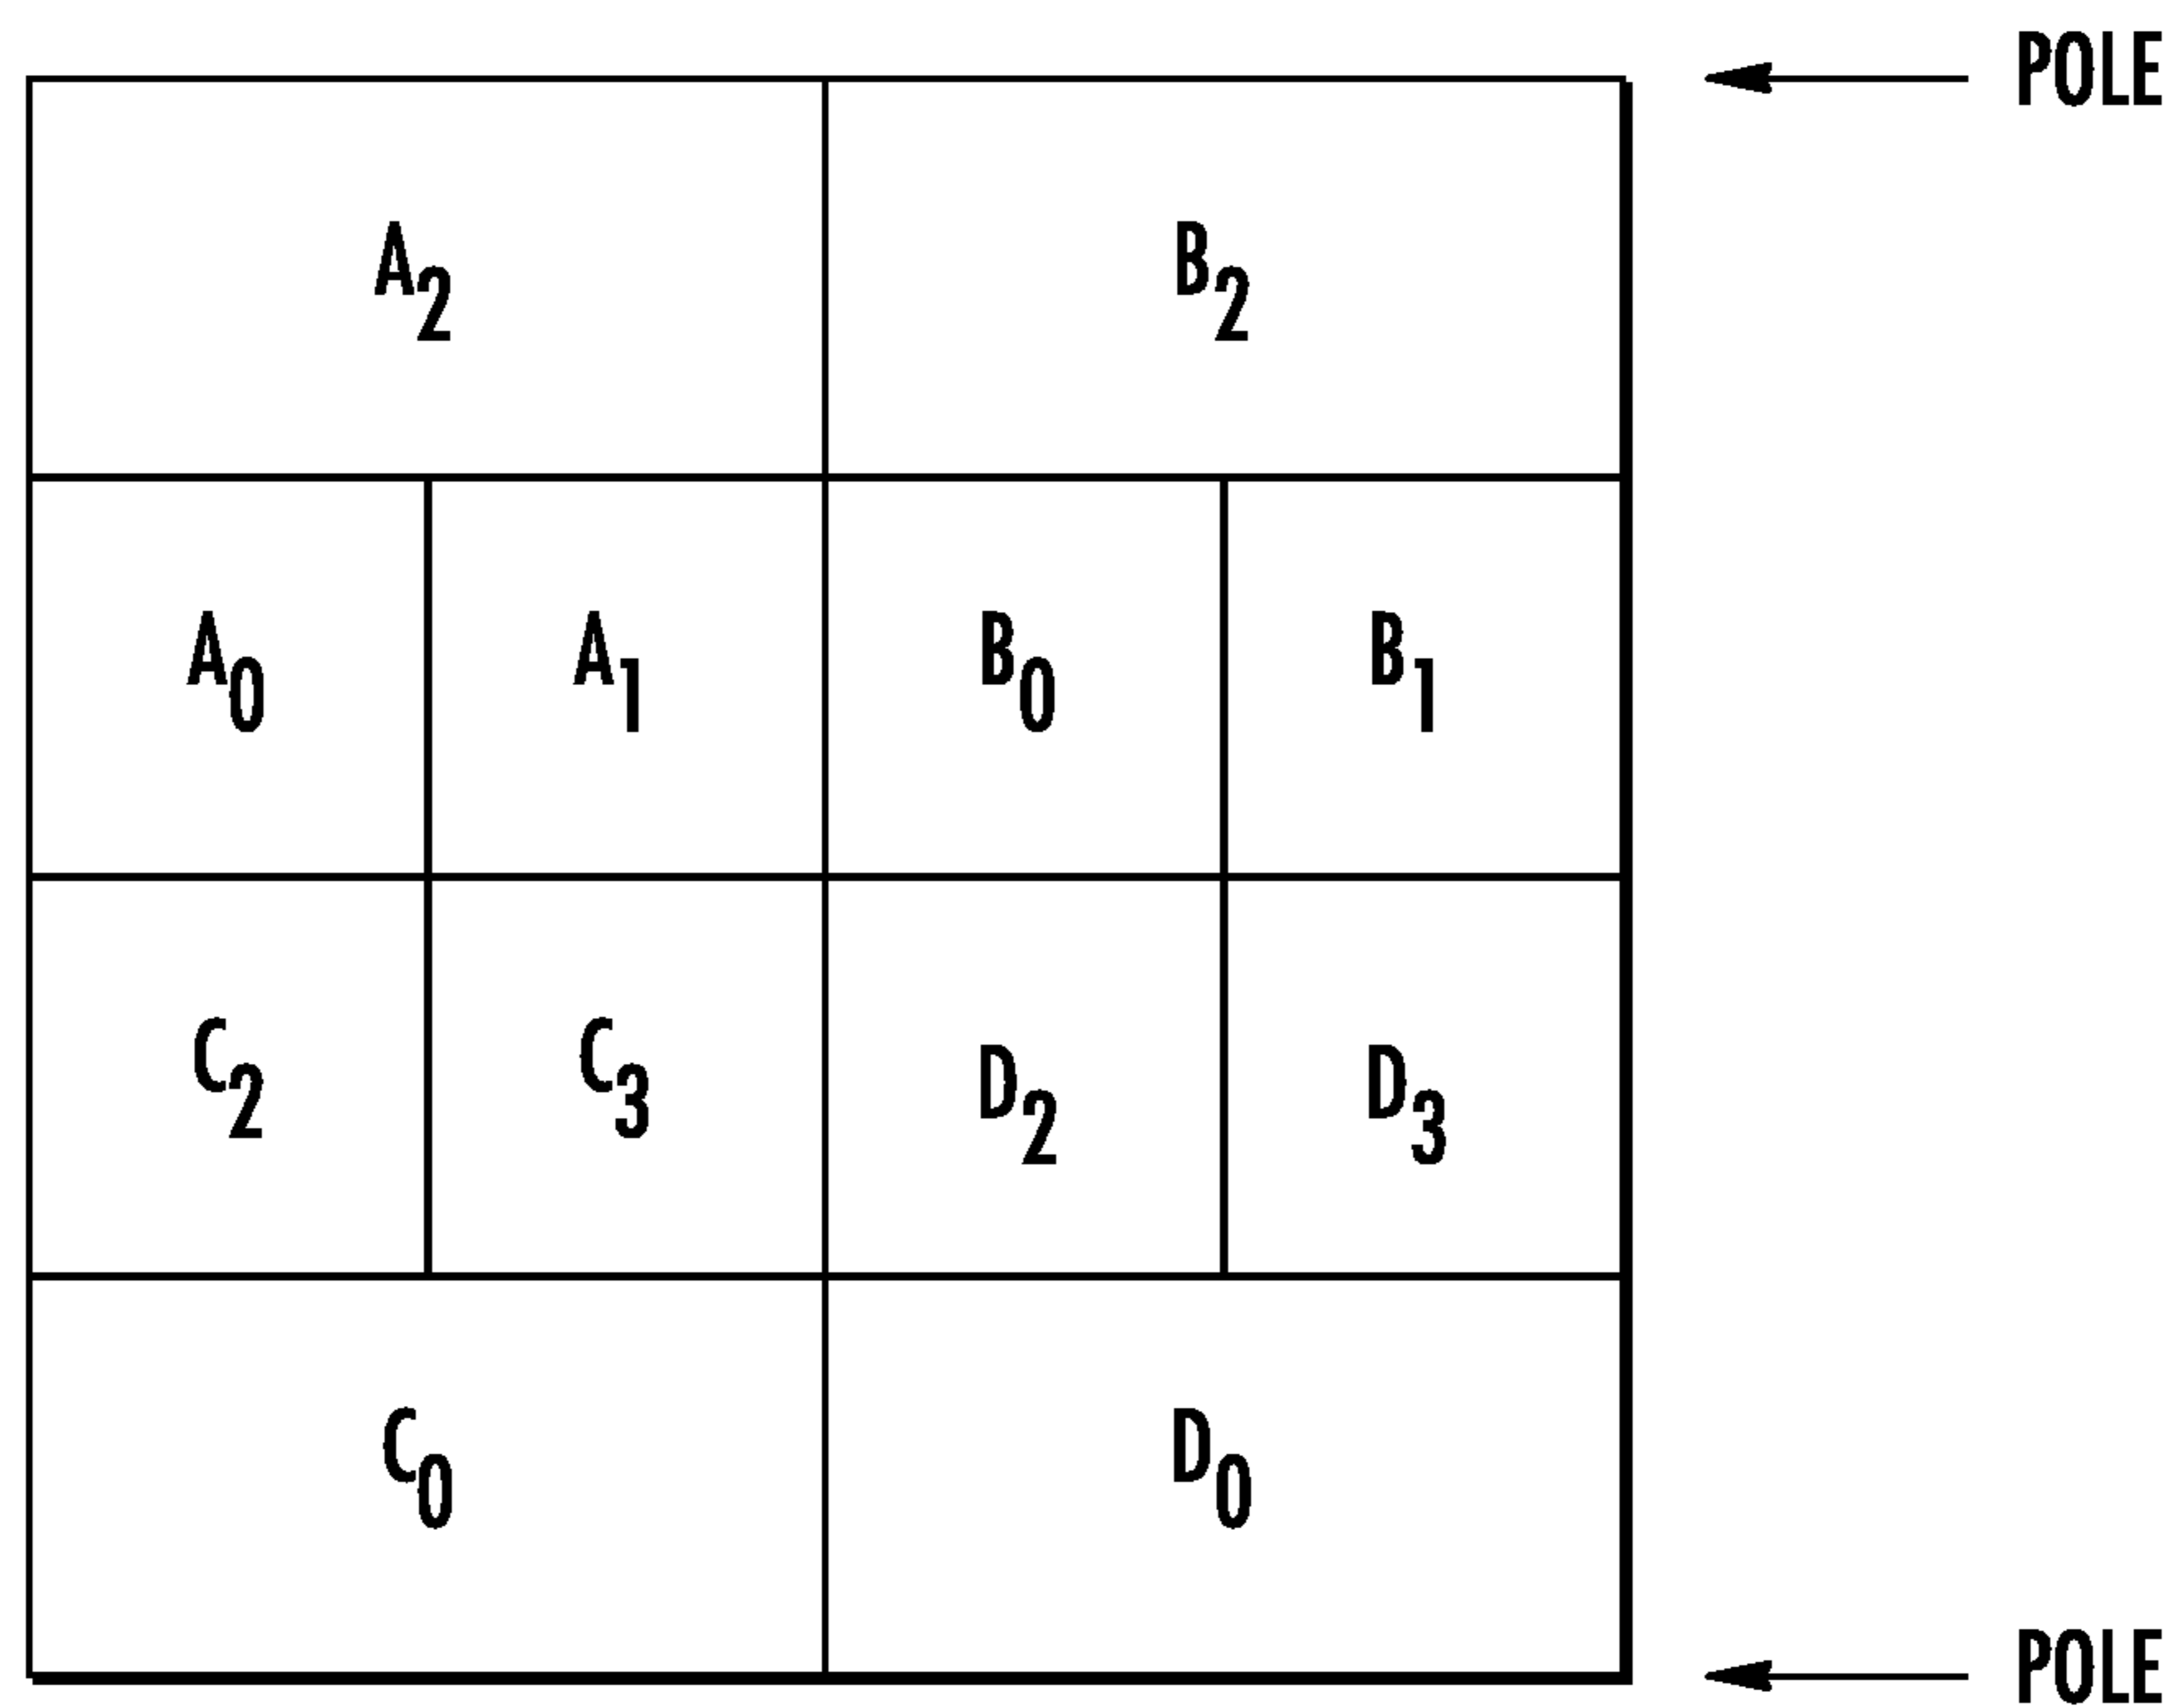 POLE
A₂ B₂
A₀ A₁ B₀ B₁
C₂ C₃ D₂ D₃
C₀ D₀
POLE